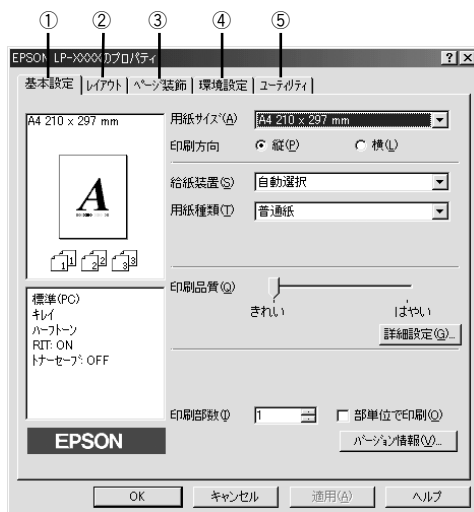 ① ② ③ ④ ⑤
EPSON LP-XXXXのプロパティ
基本設定 レイアウト ページ装飾 環境設定 ユーティリティ
A4 210 x 297 mm
用紙サイズ(A) A4 210 x 297 mm
印刷方向 縦(P) 横(L)
給紙装置(S) 自動選択
用紙種類(T) 普通紙
A
1 1 2 2 3 3
印刷品質(Q)
きれい はやい
詳細設定(G)...
標準(PC)
キレイ
ハーフトーン
RIT: ON
トナーセーブ: OFF
印刷部数(I) 1 部単位で印刷(O)
EPSON
バージョン情報(V)...
OK キャンセル 適用(A) ヘルプ